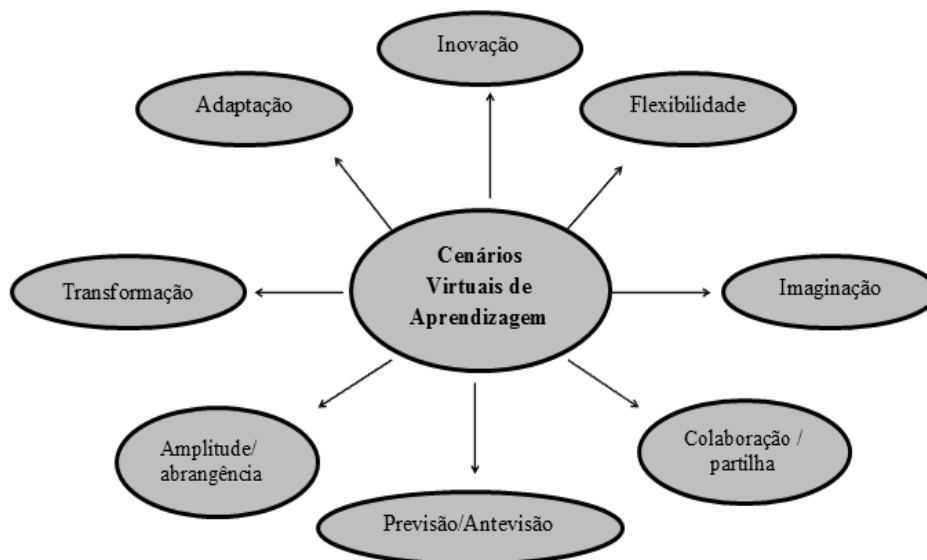 Inovação
Adaptação
Flexibilidade
Cenários
Virtuais de
Aprendizagem
Transformação
Imaginação
Amplitude/
abrangência
Colaboração /
partilha
Previsão/Antevisão